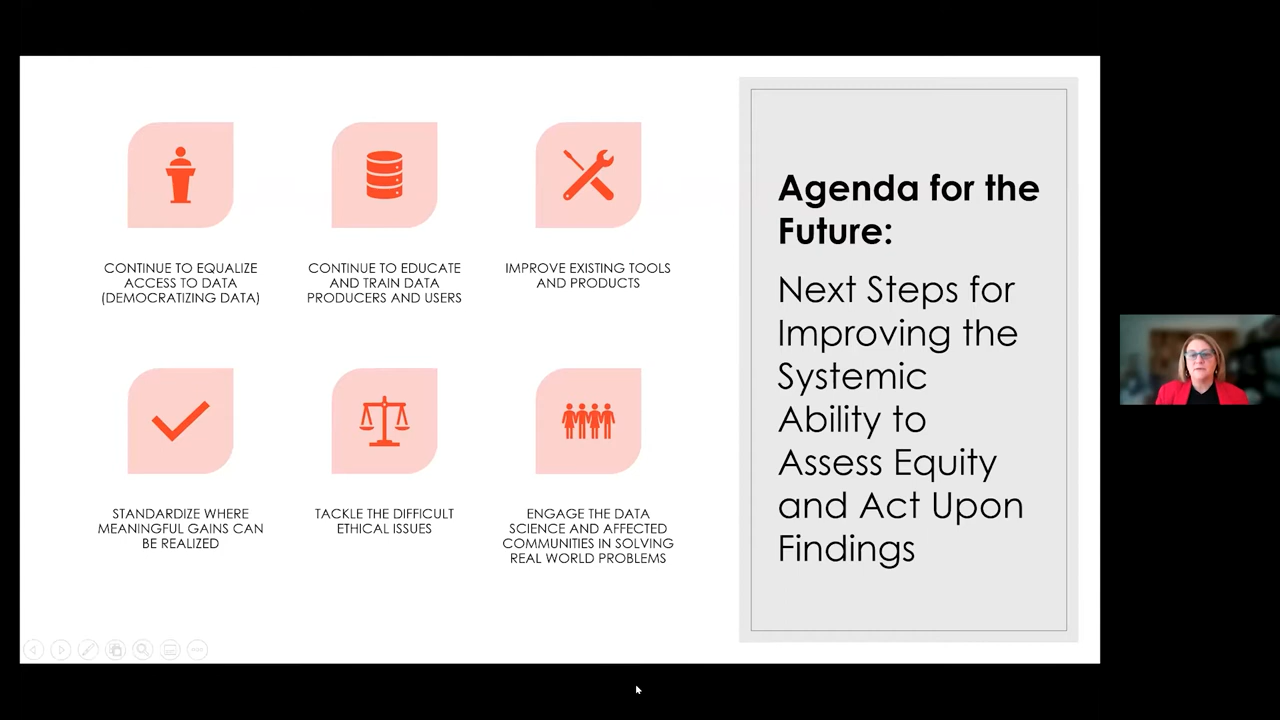 CONTINUE TO EQUALIZE
ACCESS TO DATA
(DEMOCRATIZING DATA)
CONTINUE TO EDUCATE
AND TRAIN DATA
PRODUCERS AND USERS
IMPROVE EXISTING TOOLS
AND PRODUCTS
STANDARDIZE WHERE
MEANINGFUL GAINS CAN
BE REALIZED
TACKLE THE DIFFICULT
ETHICAL ISSUES
ENGAGE THE DATA
SCIENCE AND AFFECTED
COMMUNITIES IN SOLVING
REAL WORLD PROBLEMS
Agenda for the
Future:
Next Steps for
Improving the
Systemic
Ability to
Assess Equity
and Act Upon
Findings